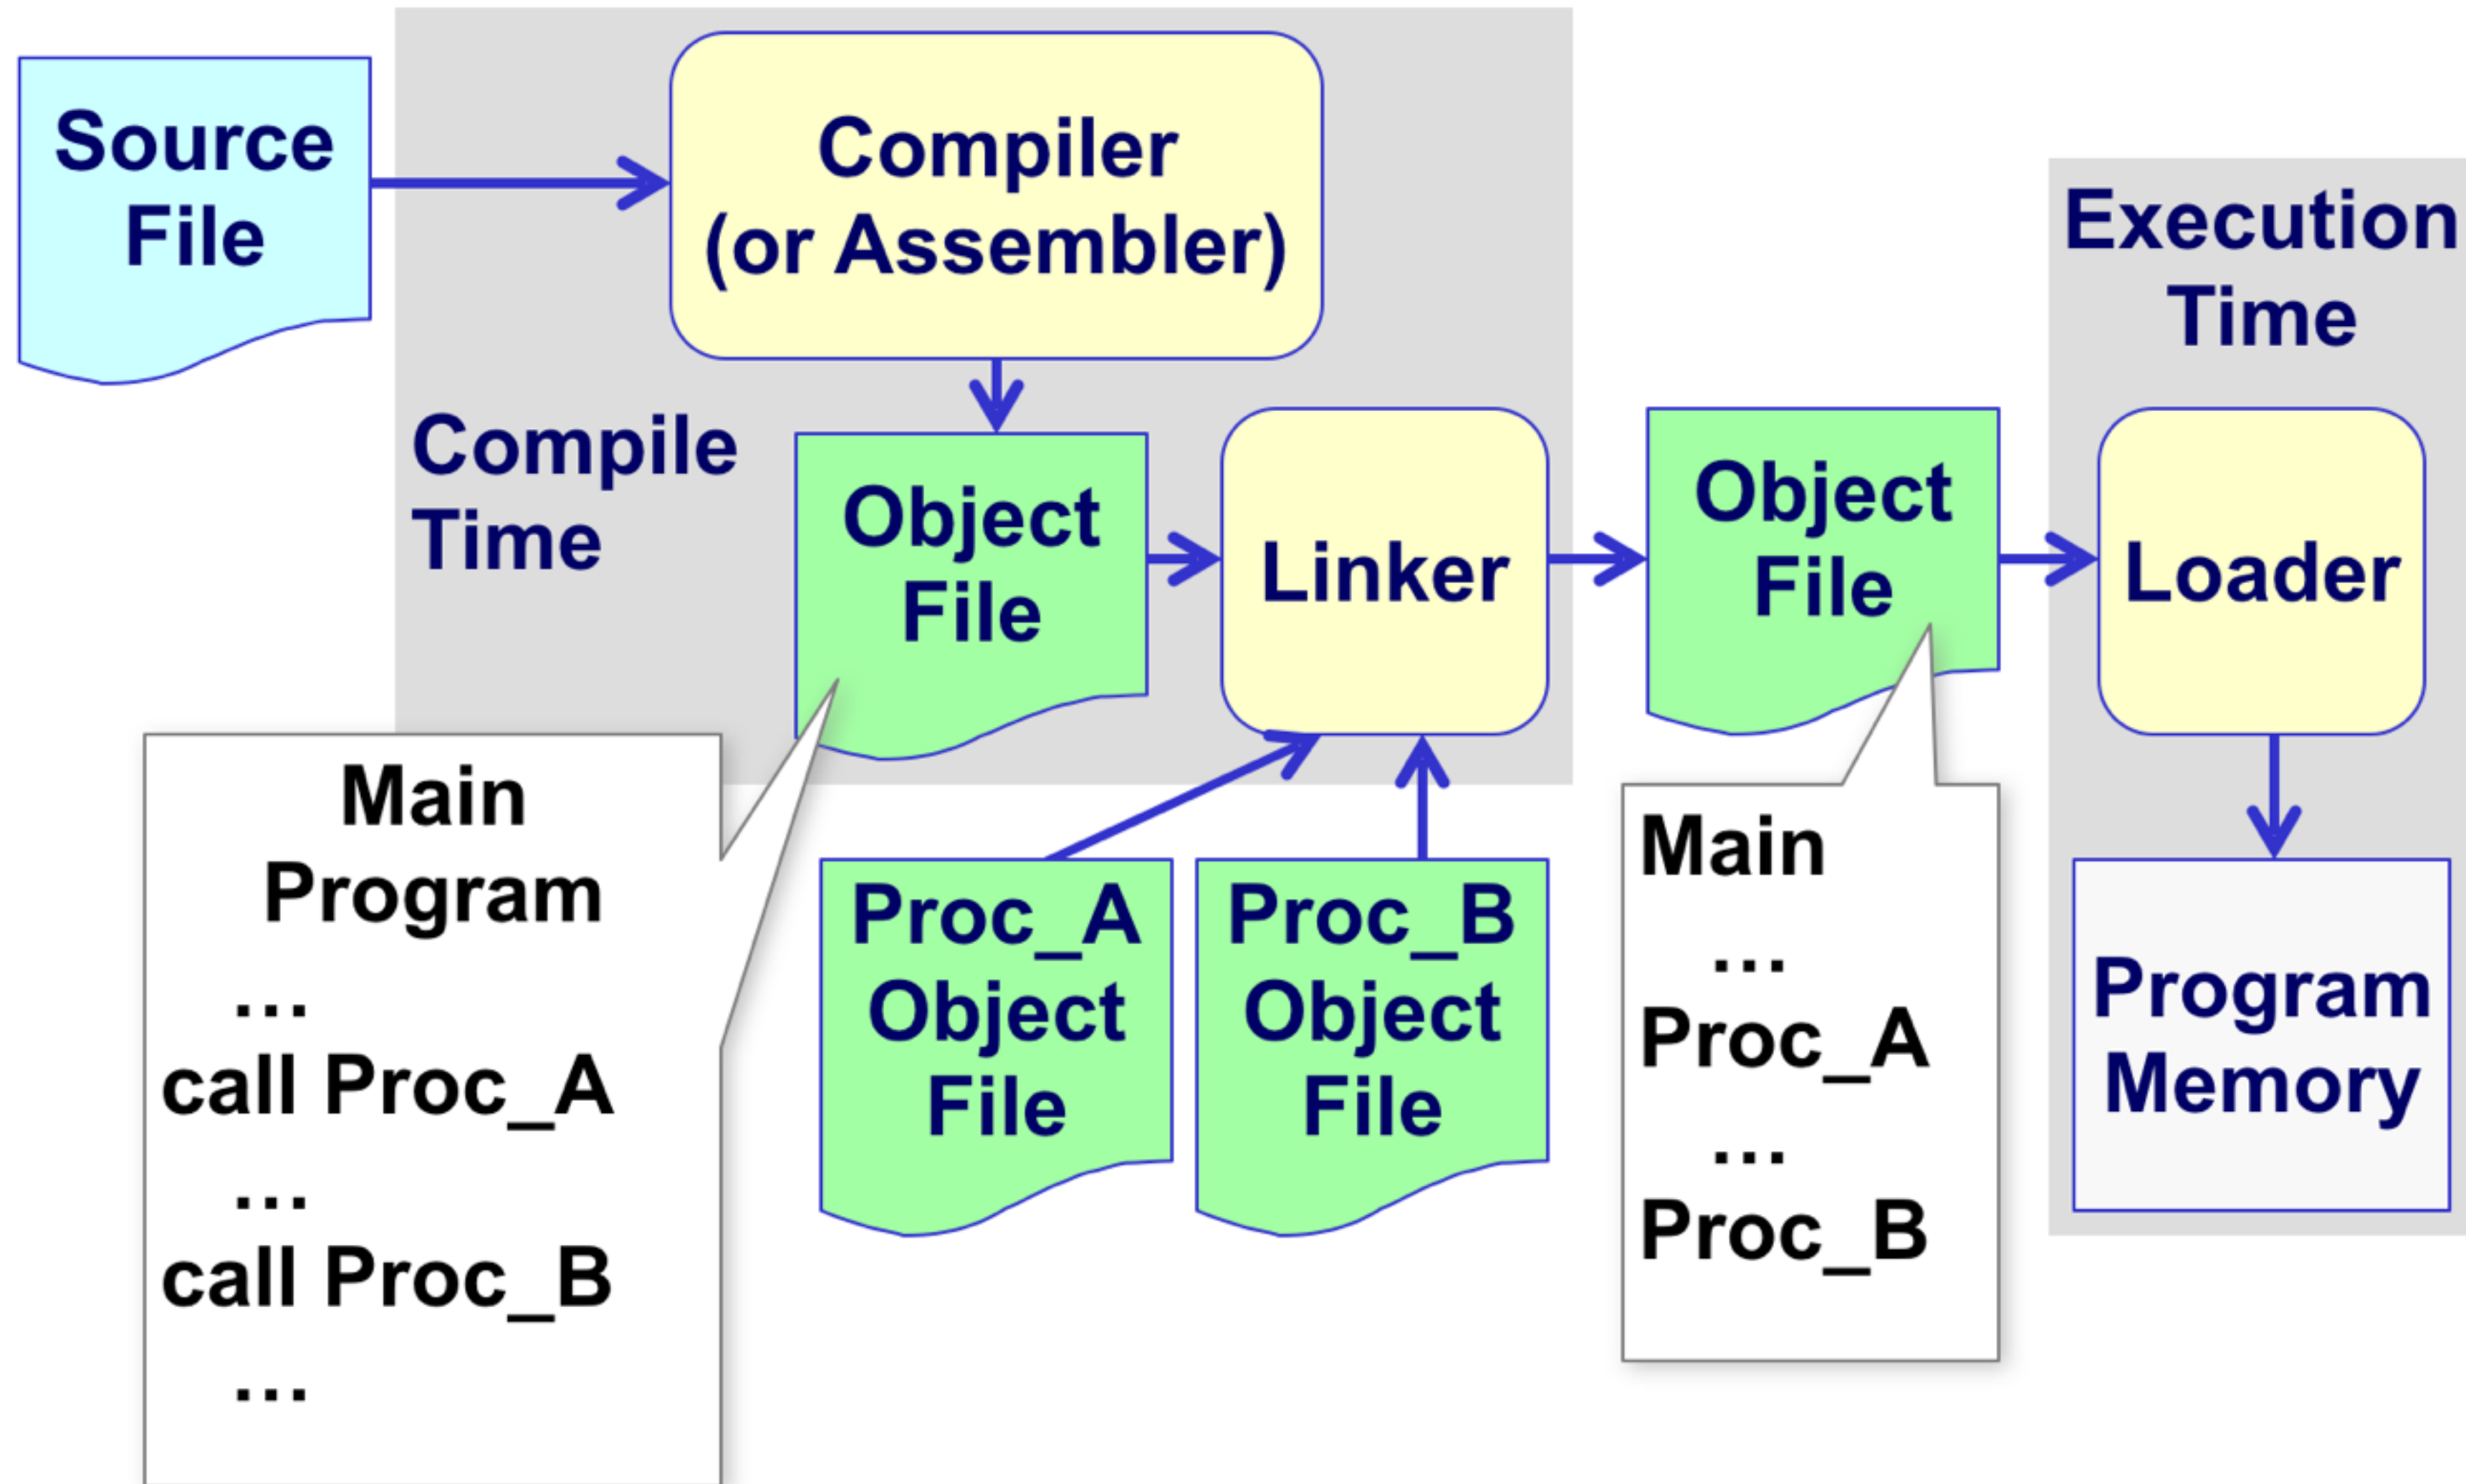 Source
File
Compiler
(or Assembler)
Compile
Time
Object
File
Linker
Object
File
Execution
Time
Loader
Program
Memory
Main
Program
...
call Proc_A
...
call Proc_B
...
Proc_A
Object
File
Proc_B
Object
File
Main
...
Proc_A
...
Proc_B